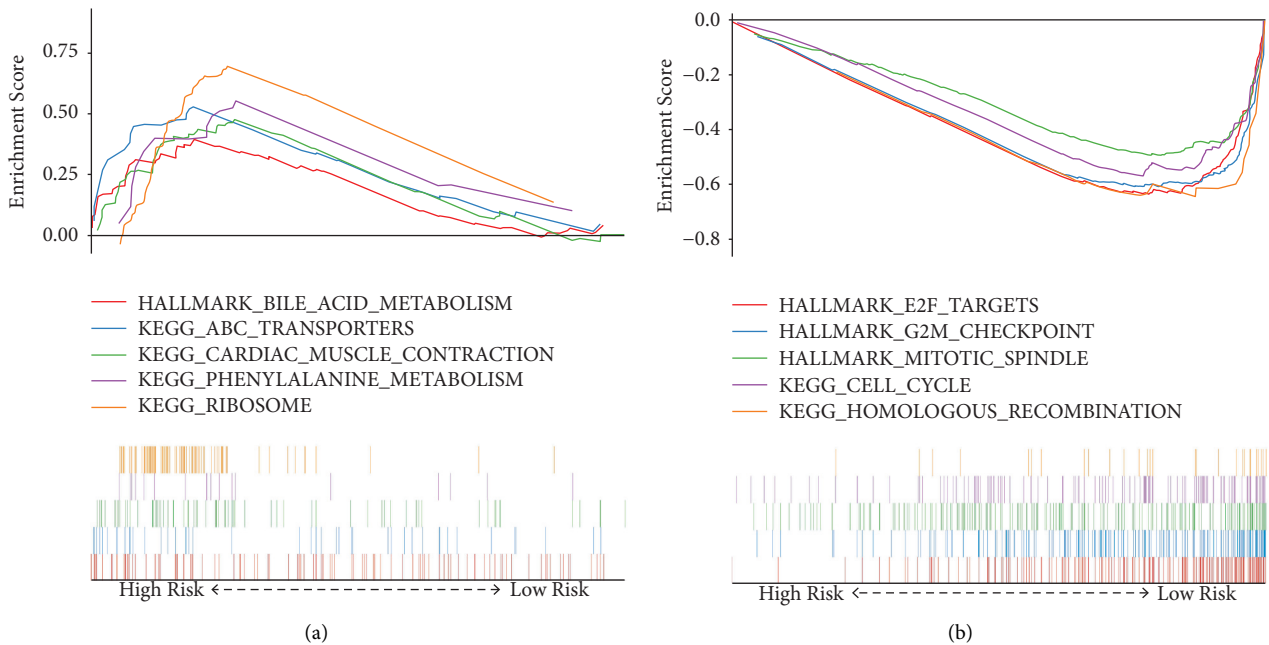 Enrichment Score
0.75
0.50
0.25
0.00
HALLMARK_BILE_ACID_METABOLISM
KEGG_ABC_TRANSPORTERS
KEGG_CARDIAC_MUSCLE_CONTRACTION
KEGG_PHENYLALANINE_METABOLISM
KEGG_RIBOSOME
High Risk
Low Risk
(a)
Enrichment Score
0.0
−0.2
−0.4
−0.6
−0.8
HALLMARK_E2F_TARGETS
HALLMARK_G2M_CHECKPOINT
HALLMARK_MITOTIC_SPINDLE
KEGG_CELL_CYCLE
KEGG_HOMOLOGOUS_RECOMBINATION
High Risk
Low Risk
(b)